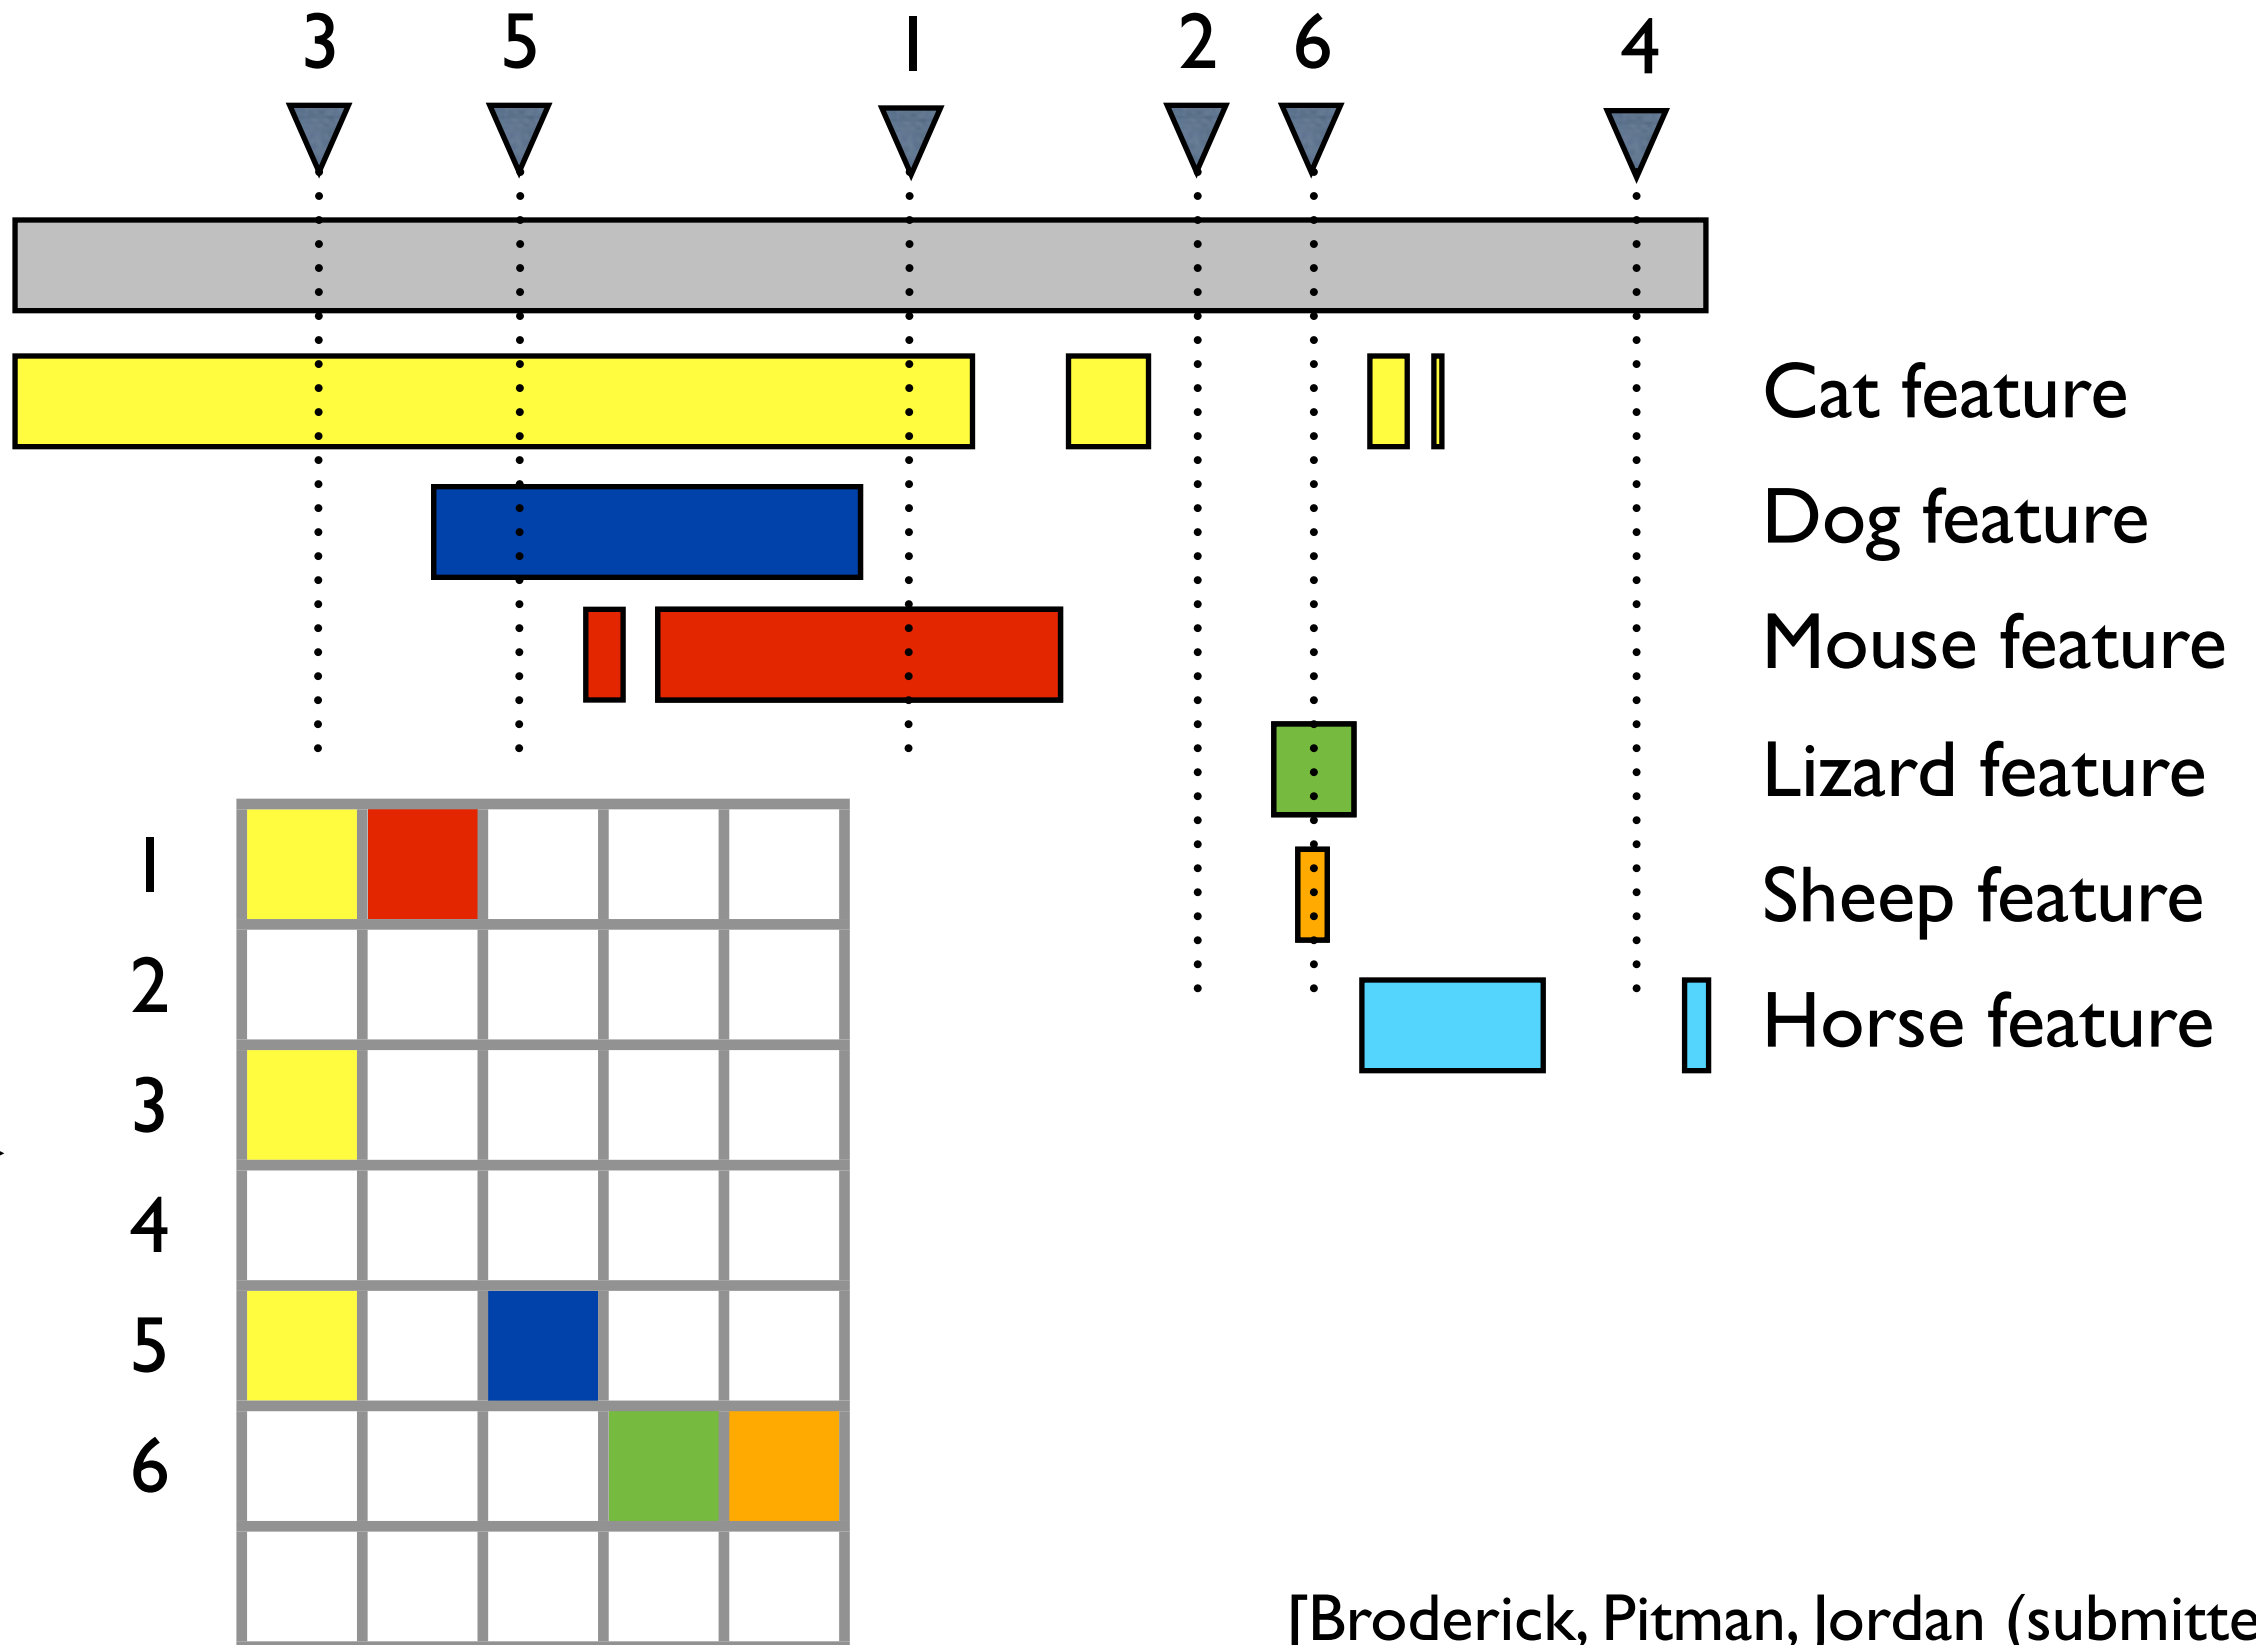 3 5 1 2 6 4
Cat feature
Dog feature
Mouse feature
Lizard feature
Sheep feature
Horse feature
1
2
3
4
5
6
[Broderick, Pitman, Jordan (submitte